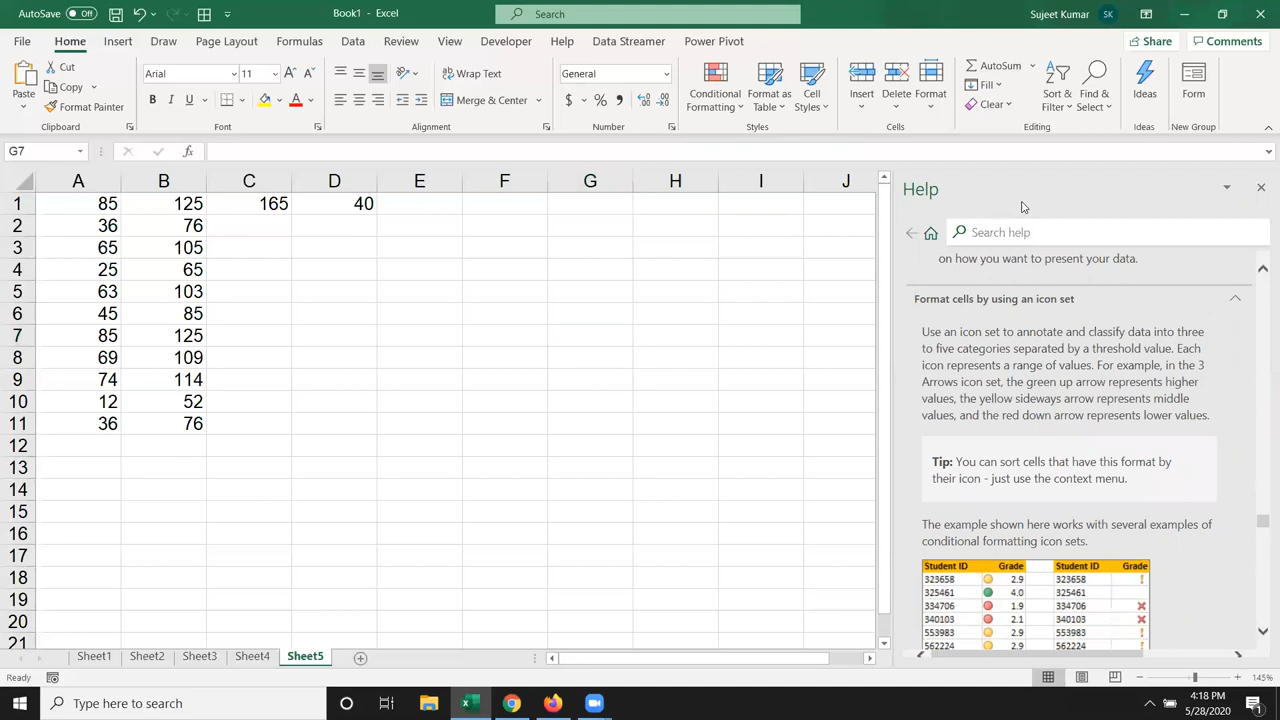 AutoSave Off Book1 - Excel Search Sujeet Kumar SK
File Home Insert Draw Page Layout Formulas Data Review View Developer Help Data Streamer Power Pivot Share Comments
Paste Cut Copy Format Painter Clipboard
Arial 11 A A B I U A Font
Wrap Text Merge & Center Alignment
General $ % , Number
Conditional Formatting Format as Table Cell Styles Styles
Insert Delete Format Cells
AutoSum Fill Clear Sort & Filter Find & Select Editing
Ideas Ideas
Form New Group
G7 fx
A B C D E F G H I J
1 85 125 165 40
2 36 76
3 65 105
4 25 65
5 63 103
6 45 85
7 85 125
8 69 109
9 74 114
10 12 52
11 36 76
12
13
14
15
16
17
18
19
20
21
Help
Search help
on how you want to present your data.
Format cells by using an icon set
Use an icon set to annotate and classify data into three
to five categories separated by a threshold value. Each
icon represents a range of values. For example, in the 3
Arrows icon set, the green up arrow represents higher
values, the yellow sideways arrow represents middle
values, and the red down arrow represents lower values.
Tip: You can sort cells that have this format by
their icon - just use the context menu.
The example shown here works with several examples of
conditional formatting icon sets.
Student ID Grade Student ID Grade
323658 2.9 323658
325461 4.0 325461
334706 1.9 334706
340103 2.1 340103
553983 2.9 553983
562224 2.9 562224
Sheet1 Sheet2 Sheet3 Sheet4 Sheet5
Ready 145%
Type here to search
4:18 PM
5/28/2020
1